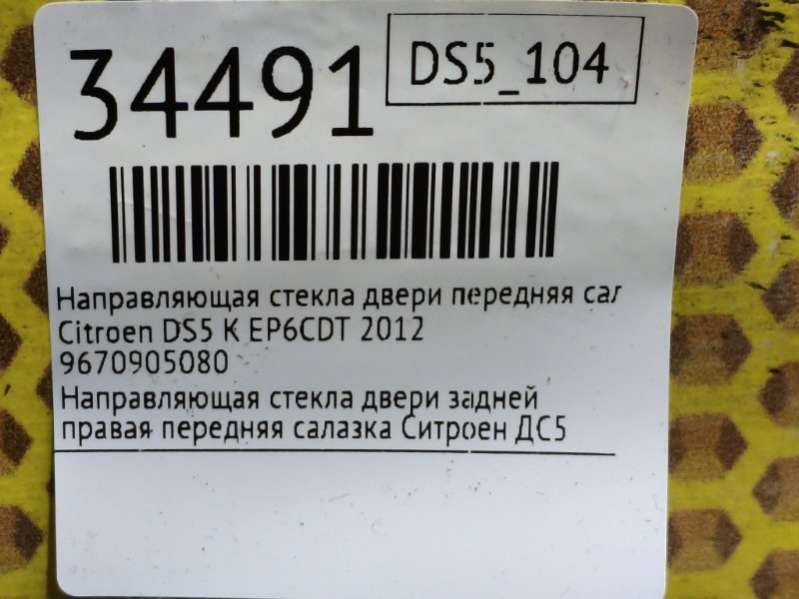 34491
DS5_104
Направляющая стекла двери передняя сал
Citroen DS5 K EP6CDT 2012
9670905080
Направляющая стекла двери задней
правая передняя салазка Ситроен ДС5